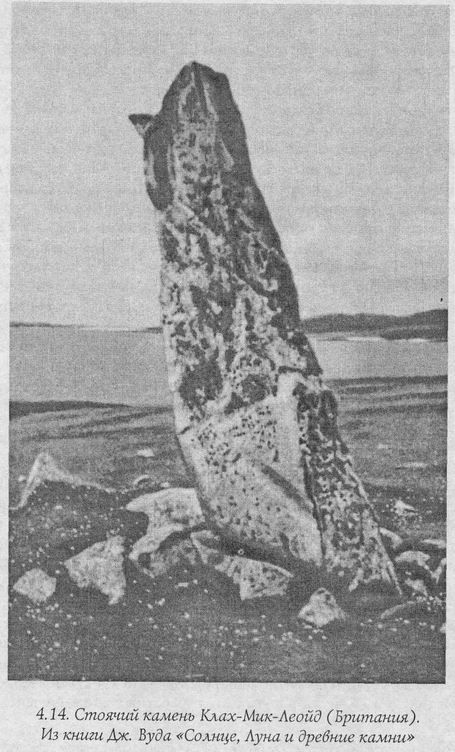 4.14. Стоячий камень Клах-Мик-Леойд (Британия).
Из книги Дж. Вуда «Солнце, Луна и древние камни»